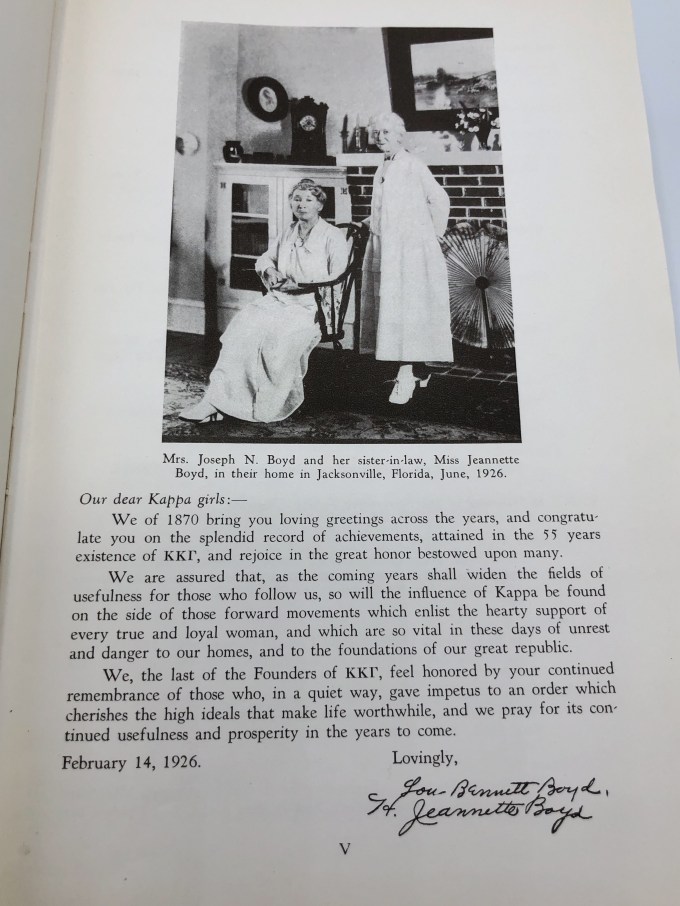 Mrs. Joseph N. Boyd and her sister-in-law, Miss Jeannette
Boyd, in their home in Jacksonville, Florida, June, 1926.
Our dear Kappa girls:—
We of 1870 bring you loving greetings across the years, and congratu-
late you on the splendid record of achievements, attained in the 55 years
existence of ΚΚΓ, and rejoice in the great honor bestowed upon many.
We are assured that, as the coming years shall widen the fields of
usefulness for those who follow us, so will the influence of Kappa be found
on the side of those forward movements which enlist the hearty support of
every true and loyal woman, and which are so vital in these days of unrest
and danger to our homes, and to the foundations of our great republic.
We, the last of the Founders of ΚΚΓ, feel honored by your continued
remembrance of those who, in a quiet way, gave impetus to an order which
cherishes the high ideals that make life worthwhile, and we pray for its con-
tinued usefulness and prosperity in the years to come.
February 14, 1926. Lovingly,
Lou-Bennett Boyd,
H. Jeannette Boyd
V